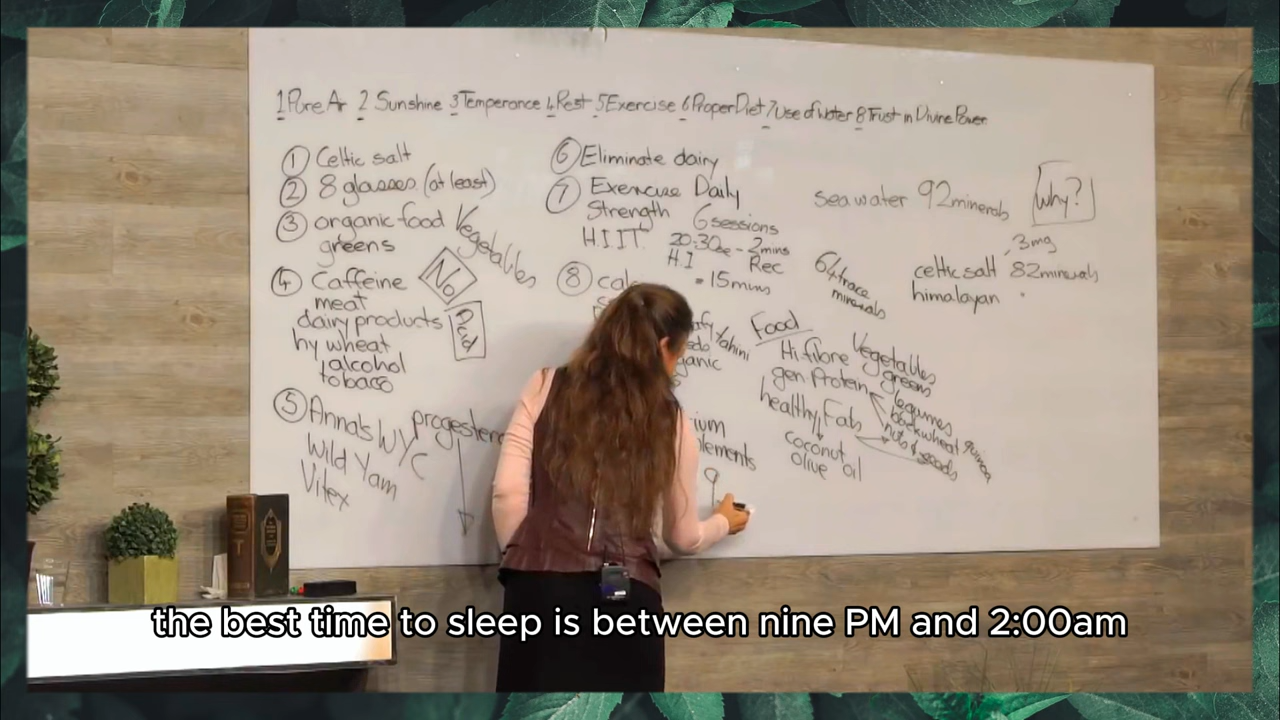 1 Pure Air 2 Sunshine 3 Temperance 4 Rest 5 Exercise 6 Proper Diet 7 Use of Water 8 Trust in Divine Power
1 Celtic salt
2 8 glasses (at least)
3 organic food Vegetables
greens
4 Caffeine
meat
dairy products
hy wheat
alcohol
tobacco
No
5 Anna's WYC progesterone
Wild Yam
Vitex
6 Eliminate dairy
7 Exercise Daily
Strength 6 sessions
H.I.I.T. 20-30se - 2mins
H.I Rec
= 15mins
8
tahini
Food
Hi fibre Vegetables
greens
gen Protein legumes
buckwheat quinoa
nuts & seeds
healthy Fats
coconut
olive oil
9
sea water 92 minerals
Why?
64 trace
minerals
3mg
celtic salt 82 minerals
himalayan
the best time to sleep is between nine PM and 2:00am